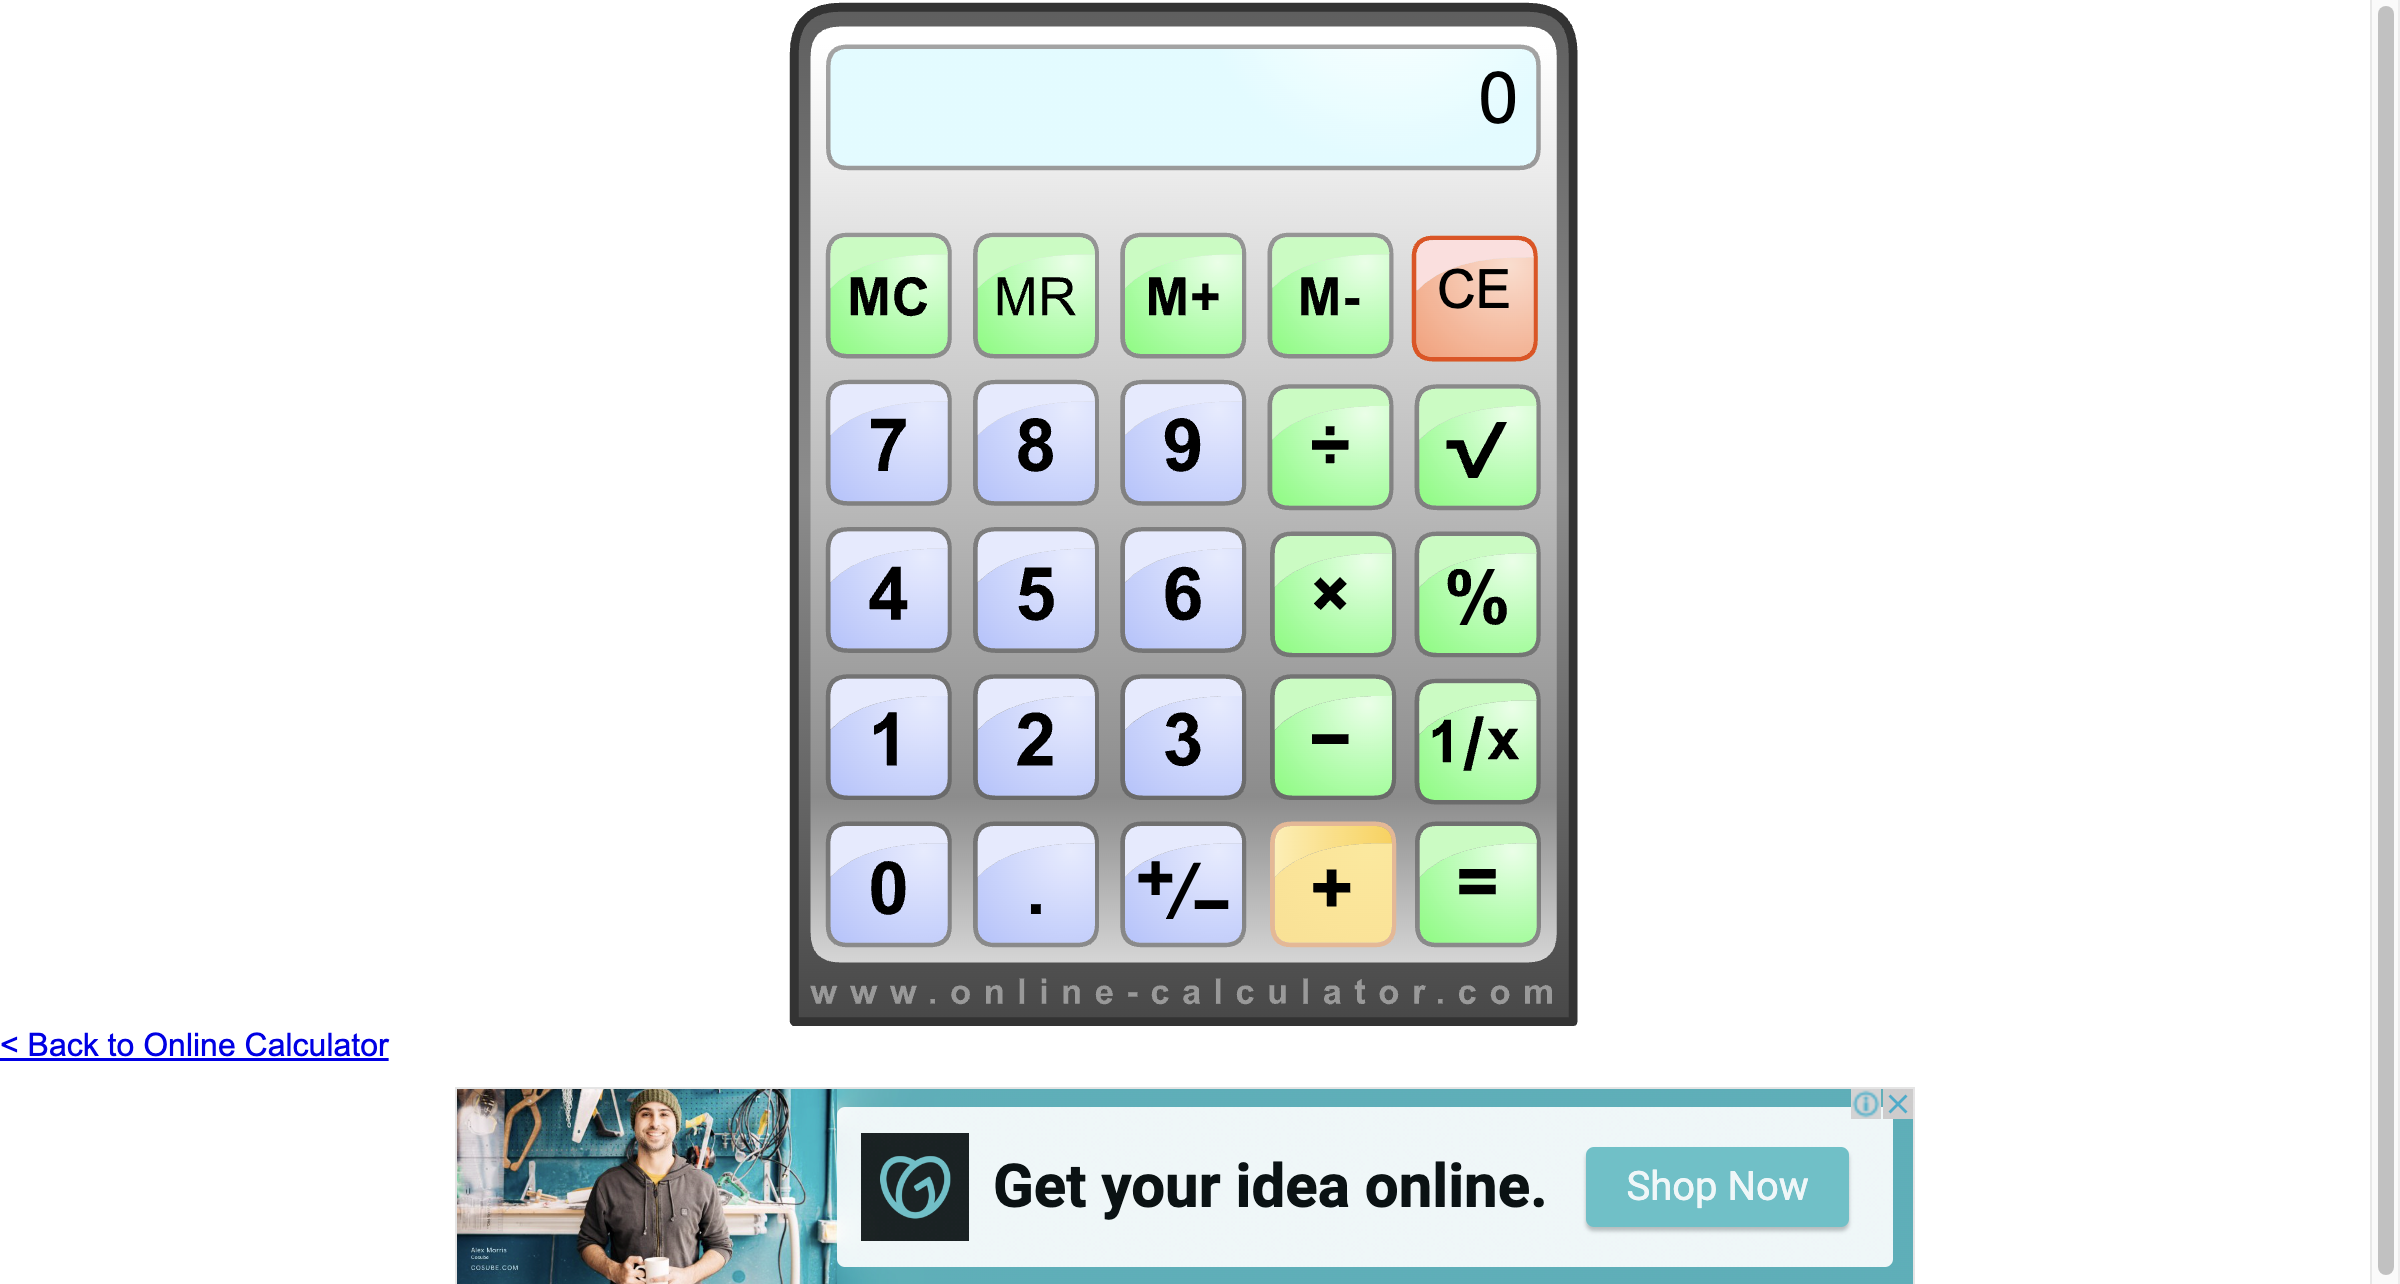 0
MC MR M+ M- CE
7 8 9 ÷ √
4 5 6 × %
1 2 3 − 1/x
0 . +/− + =
www.online-calculator.com
< Back to Online Calculator
Get your idea online.
Shop Now
Alex Morris
Cosube
COSUBE.COM